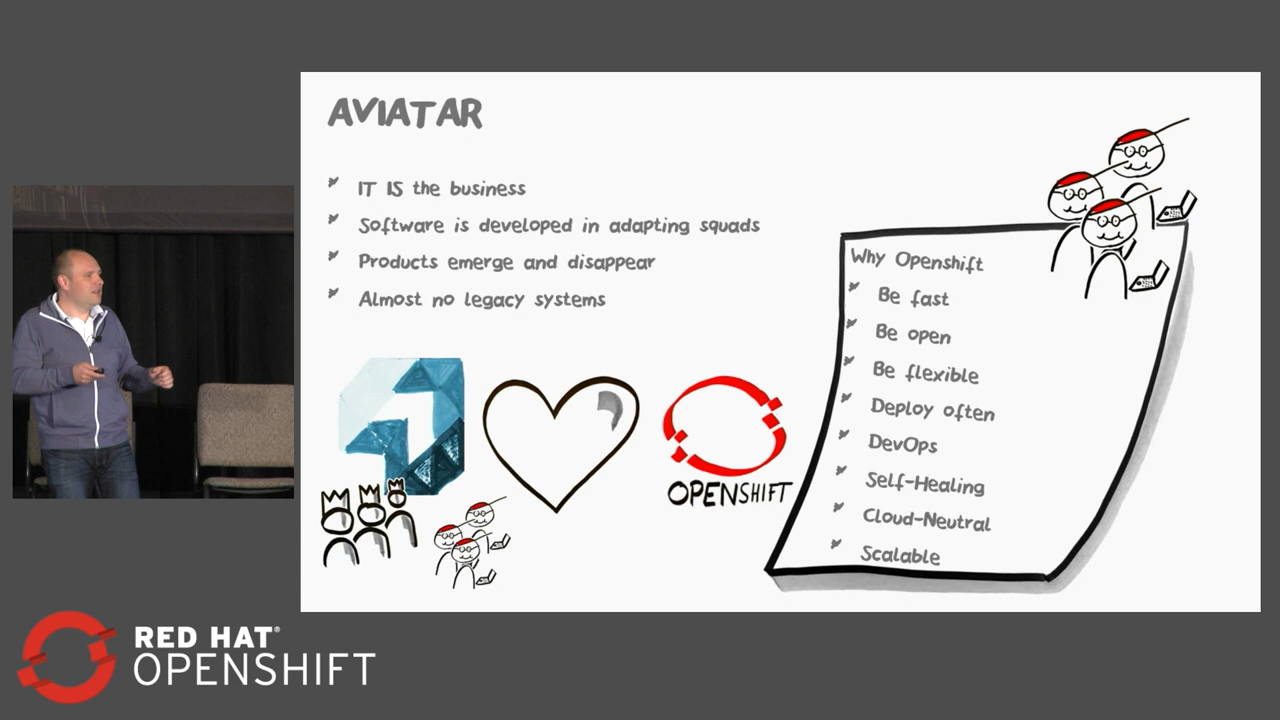 AVIATAR
IT IS the business
Software is developed in adapting squads
Products emerge and disappear
Almost no legacy systems
OPENSHIFT
Why Openshift
Be fast
Be open
Be flexible
Deploy often
DevOps
Self-Healing
Cloud-Neutral
Scalable
RED HAT®
OPENSHIFT